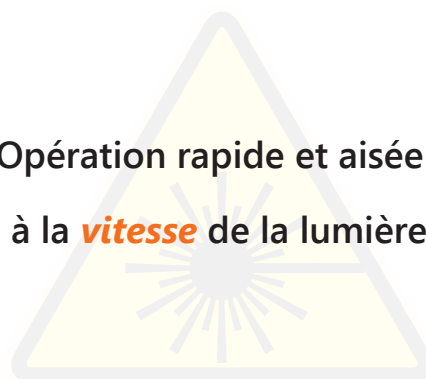 Opération rapide et aisée
à la vitesse de la lumière